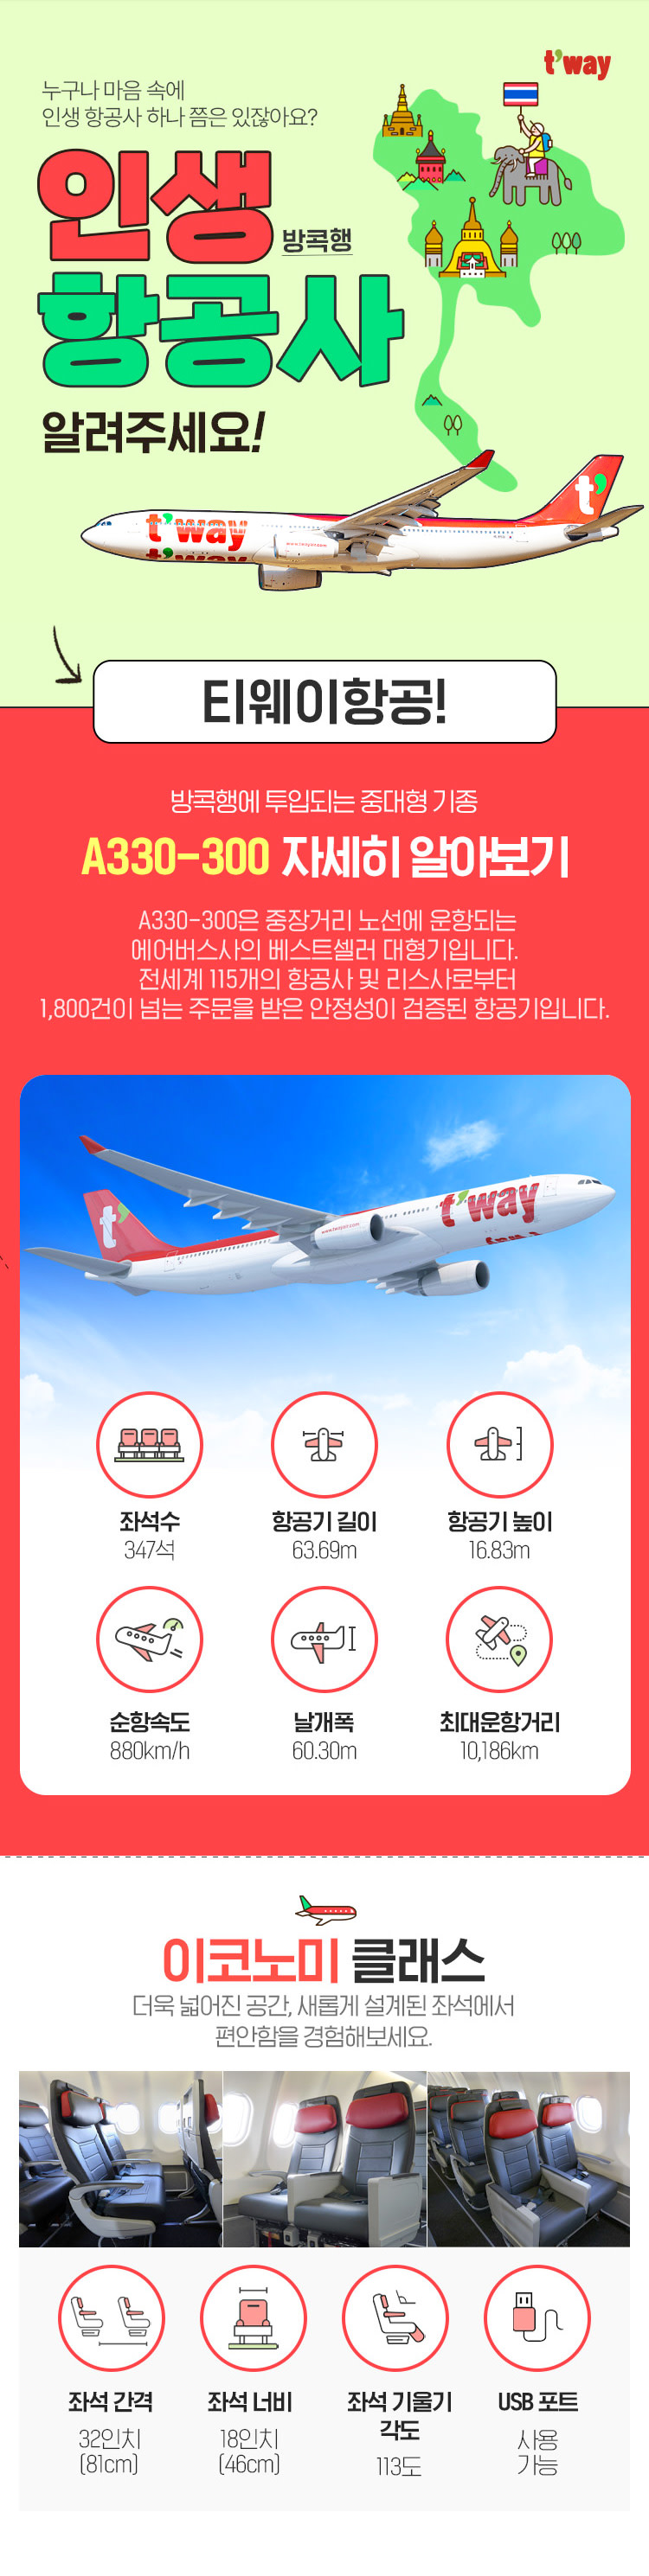 t'way
누구나 마음 속에
인생 항공사 하나 쯤은 있잖아요?
인생
방콕행
항공사
알려주세요!
t'way
t'way
t'
티웨이항공!
방콕행에 투입되는 중대형 기종
A330-300 자세히 알아보기
A330-300은 중장거리 노선에 운항되는
에어버스사의 베스트셀러 대형기입니다.
전세계 115개의 항공사 및 리스사로부터
1,800건이 넘는 주문을 받은 안정성이 검증된 항공기입니다.
t'way
t'
www.twayair.com
좌석수
347석
항공기 길이
63.69m
항공기 높이
16.83m
순항속도
880km/h
날개폭
60.30m
최대운항거리
10,186km
이코노미 클래스
더욱 넓어진 공간, 새롭게 설계된 좌석에서
편안함을 경험해보세요.
좌석 간격
32인치
(81cm)
좌석 너비
18인치
(46cm)
좌석 기울기
각도
113도
USB 포트
사용
가능